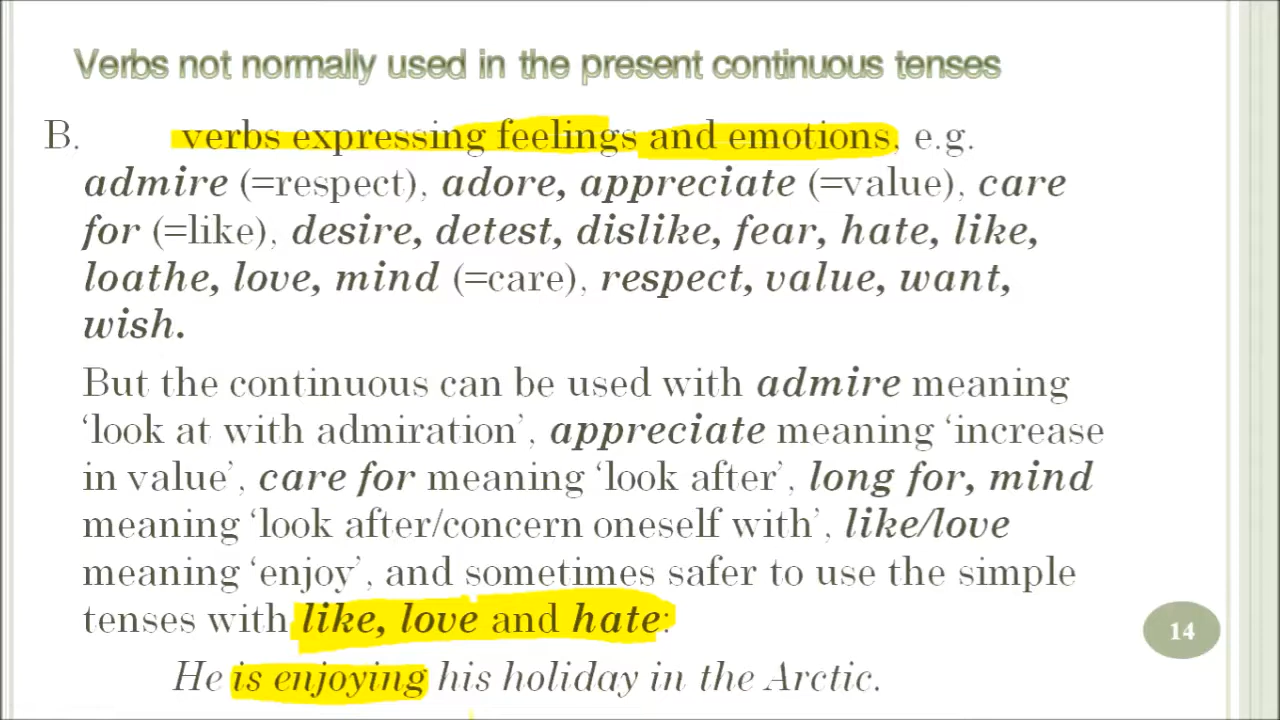 Verbs not normally used in the present continuous tenses
B. verbs expressing feelings and emotions, e.g.
admire (=respect), adore, appreciate (=value), care
for (=like), desire, detest, dislike, fear, hate, like,
loathe, love, mind (=care), respect, value, want,
wish.
But the continuous can be used with admire meaning
‘look at with admiration’, appreciate meaning ‘increase
in value’, care for meaning ‘look after’, long for, mind
meaning ‘look after/concern oneself with’, like/love
meaning ‘enjoy’, and sometimes safer to use the simple
tenses with like, love and hate:
14
He is enjoying his holiday in the Arctic.